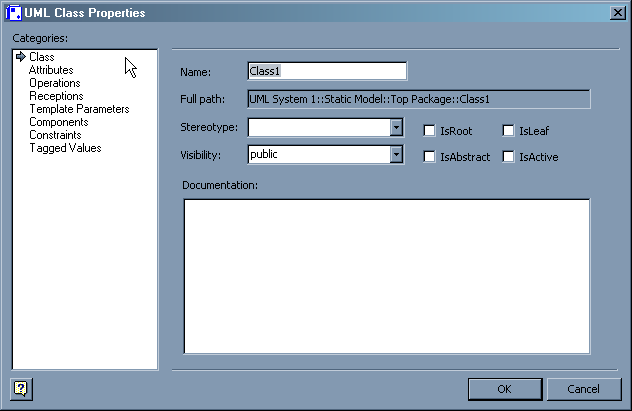 UML Class Properties
Categories:
Class
Attributes
Operations
Receptions
Template Parameters
Components
Constraints
Tagged Values
Name: Class1
Full path: UML System 1::Static Model::Top Package::Class1
Stereotype: IsRoot IsLeaf
Visibility: public IsAbstract IsActive
Documentation:
? OK Cancel